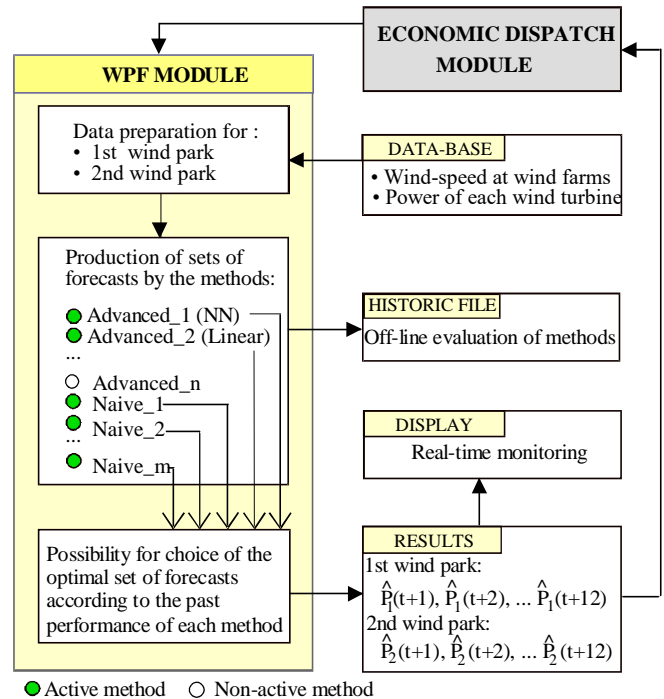 ECONOMIC DISPATCH
MODULE
WPF MODULE
Data preparation for :
• 1st wind park
• 2nd wind park
DATA-BASE
• Wind-speed at wind farms
• Power of each wind turbine
Production of sets of
forecasts by the methods:
Advanced_1 (NN)
Advanced_2 (Linear)
...
Advanced_n
Naive_1
Naive_2
...
Naive_m
HISTORIC FILE
Off-line evaluation of methods
DISPLAY
Real-time monitoring
Possibility for choice of the
optimal set of forecasts
according to the past
performance of each method
RESULTS
1st wind park:
P̂₁(t+1), P̂₁(t+2), ... P̂₁(t+12)
2nd wind park:
P̂₂(t+1), P̂₂(t+2), ... P̂₂(t+12)
Active method
Non-active method